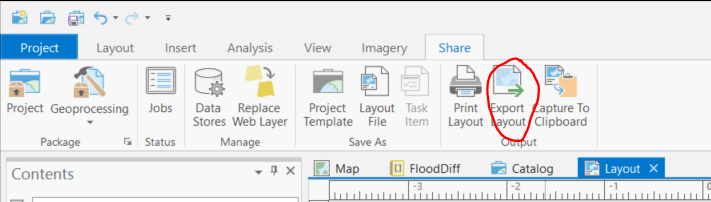 Project Layout Insert Analysis View Imagery Share
Project Geoprocessing Jobs Data Stores Replace Web Layer Project Template Layout File Task Item Print Layout Export Layout Capture To Clipboard
Package Status Manage Save As Output
Contents
Map FloodDiff Catalog Layout
-3 -2 -1 0